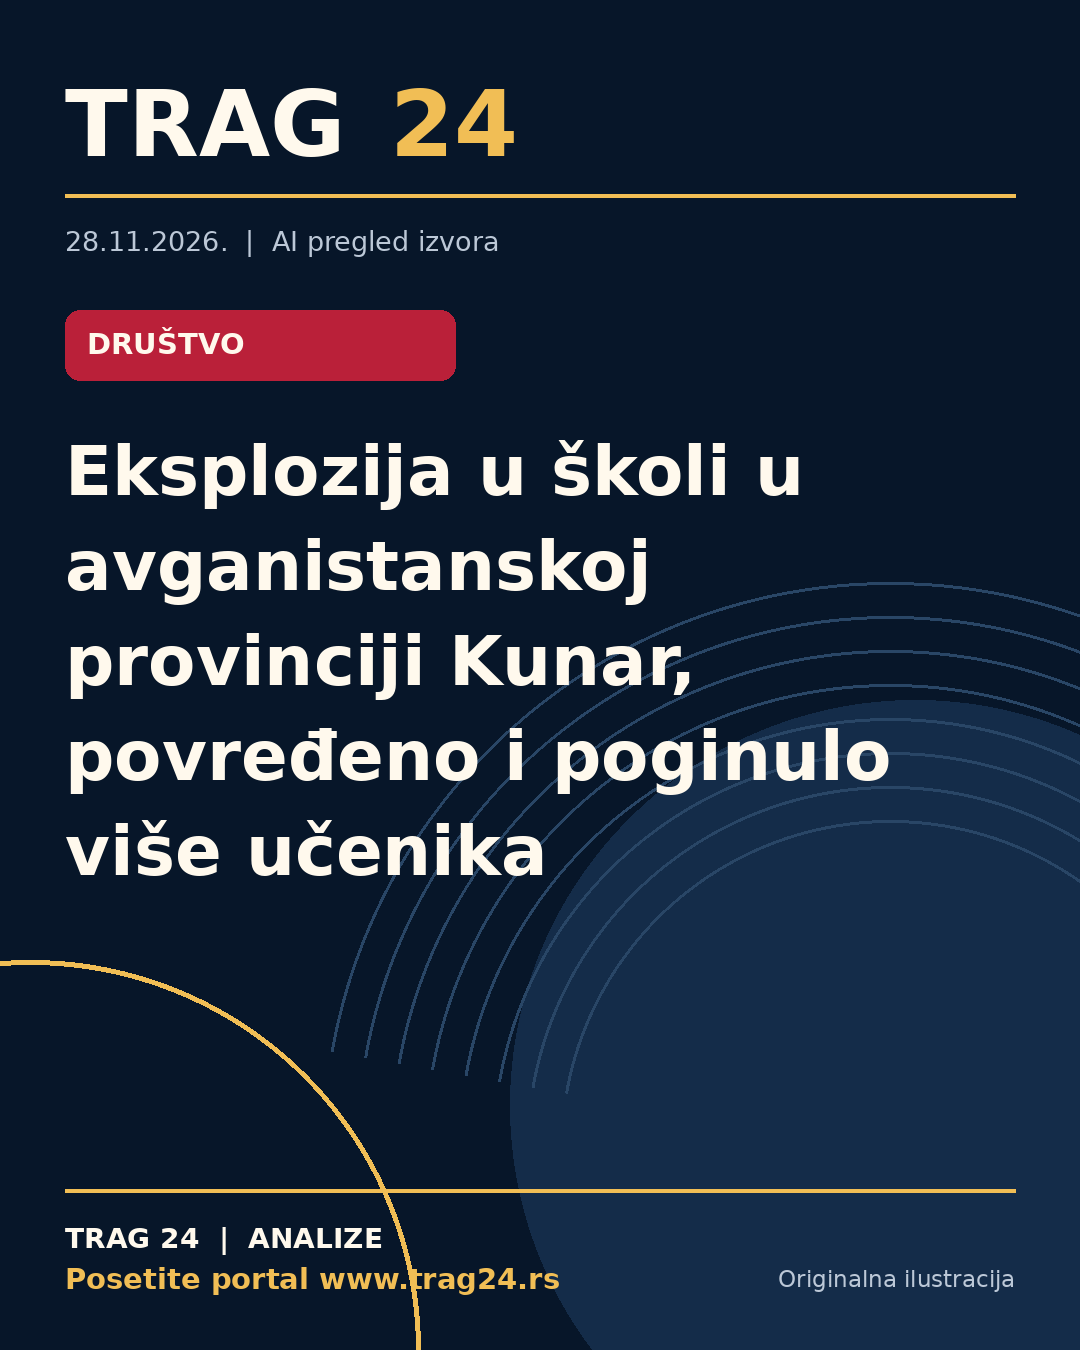 TRAG 24
28.11.2026. | AI pregled izvora
DRUŠTVO
Eksplozija u školi u
avganistanskoj
provinciji Kunar,
povređeno i poginulo
više učenika
TRAG 24 | ANALIZE
Posetite portal www.trag24.rs
Originalna ilustracija